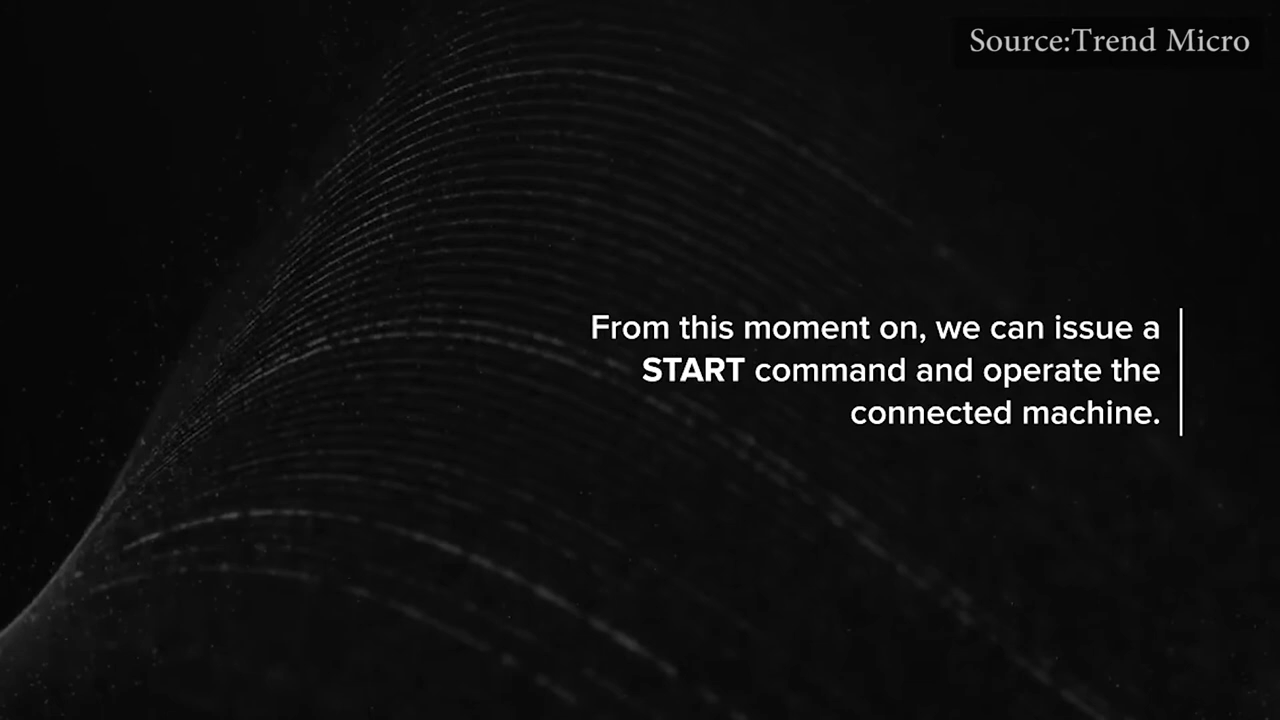 Source:Trend Micro
From this moment on, we can issue a
START command and operate the
connected machine.